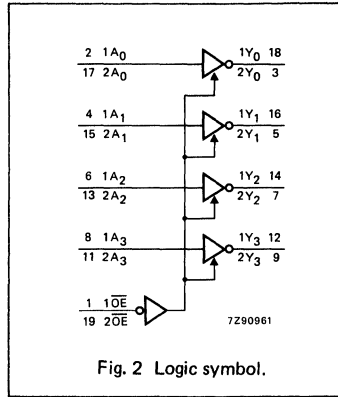 2 1A0 1Y0 18
17 2A0 2Y0 3
4 1A1 1Y1 16
15 2A1 2Y1 5
6 1A2 1Y2 14
13 2A2 2Y2 7
8 1A3 1Y3 12
11 2A3 2Y3 9
1 1O̅E̅
19 2O̅E̅
7Z90961
Fig. 2 Logic symbol.